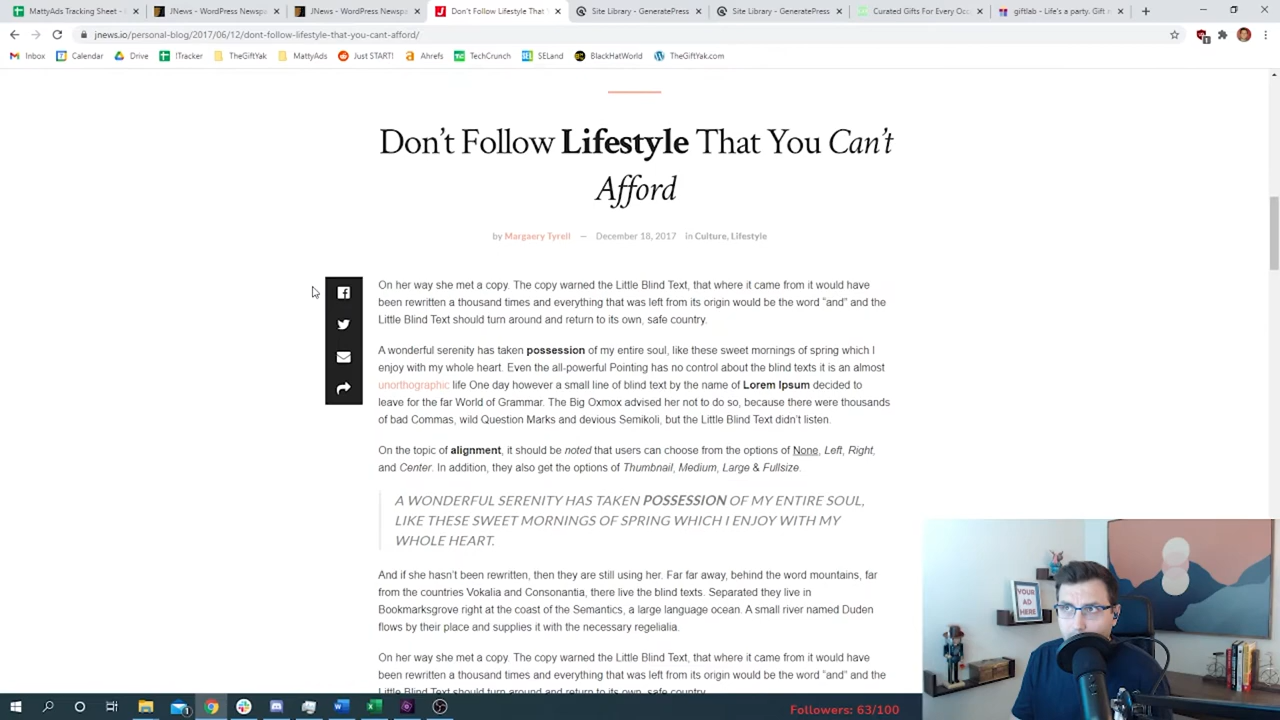 MattyAds Tracking Sheet -
JNews - WordPress Newspa
JNews - WordPress Newspa
Don't Follow Lifestyle That
Site Library - GeneratePress
Site Library - GeneratePress
Curated Gifts For Every Occ
giftlab - Life's a party. Gift
jnews.io/personal-blog/2017/06/12/dont-follow-lifestyle-that-you-cant-afford/
Inbox Calendar Drive ITracker TheGiftYak MattyAds Just START! Ahrefs TechCrunch SELand BlackHatWorld TheGiftYak.com
Don't Follow Lifestyle That You Can't
Afford
by Margaery Tyrell — December 18, 2017 in Culture, Lifestyle
On her way she met a copy. The copy warned the Little Blind Text, that where it came from it would have
been rewritten a thousand times and everything that was left from its origin would be the word "and" and the
Little Blind Text should turn around and return to its own, safe country.
A wonderful serenity has taken possession of my entire soul, like these sweet mornings of spring which I
enjoy with my whole heart. Even the all-powerful Pointing has no control about the blind texts it is an almost
unorthographic life One day however a small line of blind text by the name of Lorem Ipsum decided to
leave for the far World of Grammar. The Big Oxmox advised her not to do so, because there were thousands
of bad Commas, wild Question Marks and devious Semikoli, but the Little Blind Text didn't listen.
On the topic of alignment, it should be noted that users can choose from the options of None, Left, Right,
and Center. In addition, they also get the options of Thumbnail, Medium, Large & Fullsize.
A WONDERFUL SERENITY HAS TAKEN POSSESSION OF MY ENTIRE SOUL,
LIKE THESE SWEET MORNINGS OF SPRING WHICH I ENJOY WITH MY
WHOLE HEART.
And if she hasn't been rewritten, then they are still using her. Far far away, behind the word mountains, far
from the countries Vokalia and Consonantia, there live the blind texts. Separated they live in
Bookmarksgrove right at the coast of the Semantics, a large language ocean. A small river named Duden
flows by their place and supplies it with the necessary regelialia.
On her way she met a copy. The copy warned the Little Blind Text, that where it came from it would have
been rewritten a thousand times and everything that was left from its origin would be the word "and" and the
Little Blind Text should turn around and return to its own, safe country.
YOUR
AD
HERE
Followers: 63/100